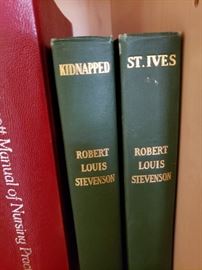 Manual of Nursing
KIDNAPPED
ROBERT
LOUIS
STEVENSON
ST. IVES
ROBERT
LOUIS
STEVENSON